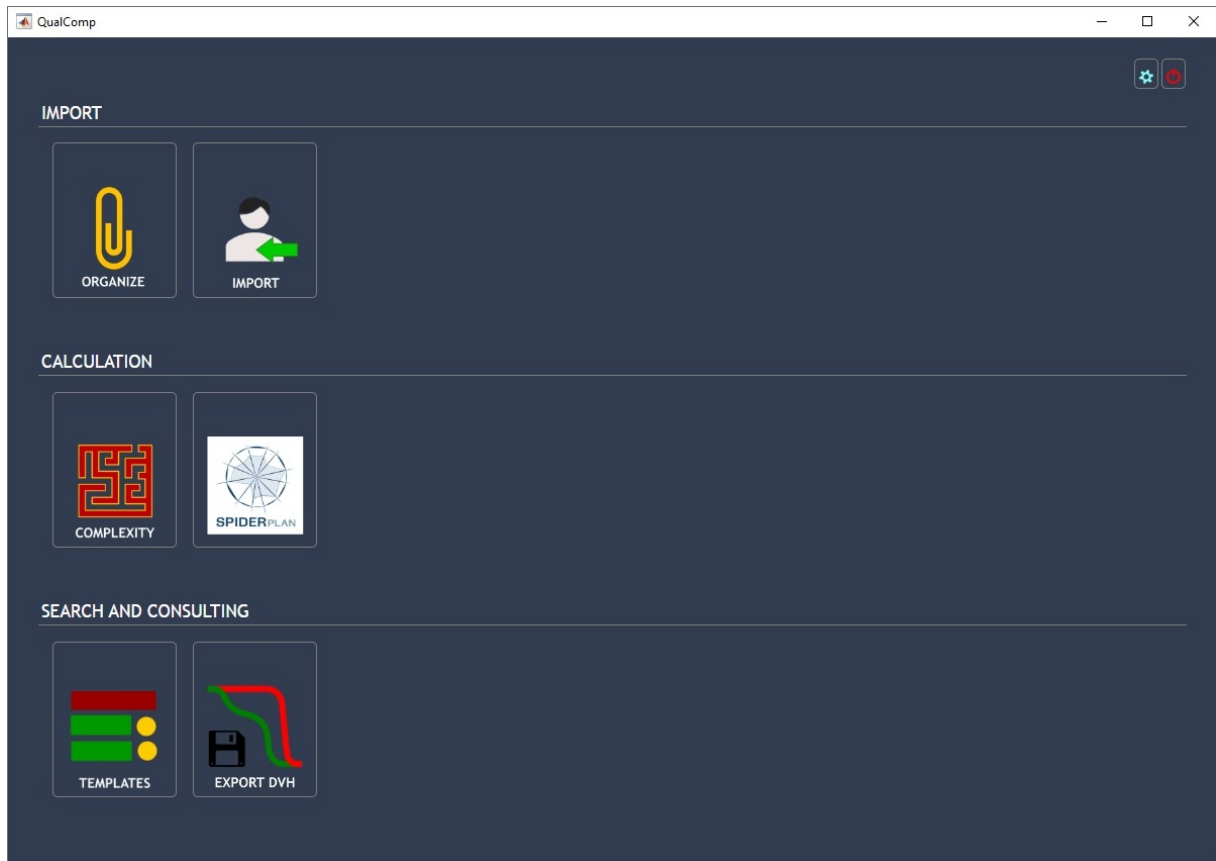 QualComp
IMPORT
ORGANIZE
IMPORT
CALCULATION
COMPLEXITY
SPIDERPLAN
SEARCH AND CONSULTING
TEMPLATES
EXPORT DVH